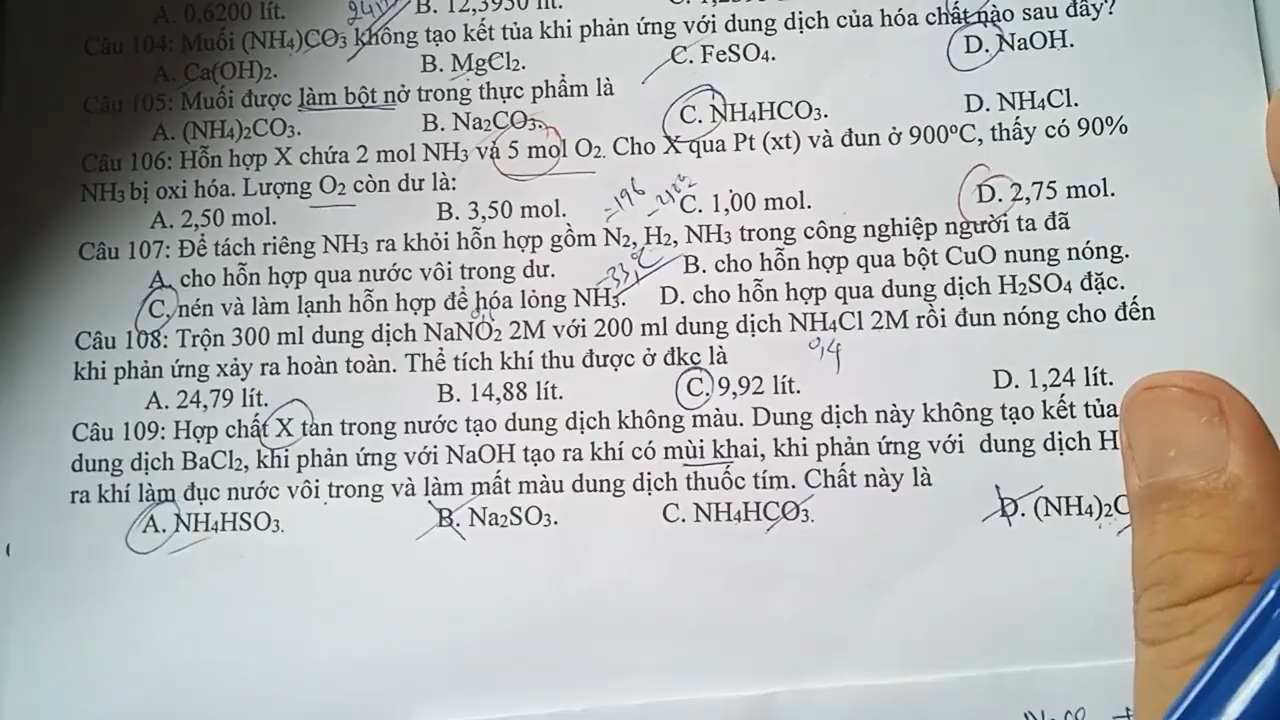 A. 0,6200 lít. B. 12,3950 lít.
Câu 104: Muối (NH4)CO3 không tạo kết tủa khi phản ứng với dung dịch của hóa chất nào sau đây?
A. Ca(OH)2. B. MgCl2. C. FeSO4. D. NaOH.
Câu 105: Muối được làm bột nở trong thực phẩm là
A. (NH4)2CO3. B. Na2CO3. C. NH4HCO3. D. NH4Cl.
Câu 106: Hỗn hợp X chứa 2 mol NH3 và 5 mol O2. Cho X qua Pt (xt) và đun ở 900°C, thấy có 90%
NH3 bị oxi hóa. Lượng O2 còn dư là:
-196
A. 2,50 mol. B. 3,50 mol. C. 1,00 mol. D. 2,75 mol.
Câu 107: Để tách riêng NH3 ra khỏi hỗn hợp gồm N2, H2, NH3 trong công nghiệp người ta đã
A. cho hỗn hợp qua nước vôi trong dư. B. cho hỗn hợp qua bột CuO nung nóng.
-33°C
C. nén và làm lạnh hỗn hợp để hóa lỏng NH3. D. cho hỗn hợp qua dung dịch H2SO4 đặc.
Câu 108: Trộn 300 ml dung dịch NaNO2 2M với 200 ml dung dịch NH4Cl 2M rồi đun nóng cho đến
0,4
khi phản ứng xảy ra hoàn toàn. Thể tích khí thu được ở đkc là
A. 24,79 lít. B. 14,88 lít. C. 9,92 lít. D. 1,24 lít.
Câu 109: Hợp chất X tan trong nước tạo dung dịch không màu. Dung dịch này không tạo kết tủa
dung dịch BaCl2, khi phản ứng với NaOH tạo ra khí có mùi khai, khi phản ứng với dung dịch H
ra khí làm đục nước vôi trong và làm mất màu dung dịch thuốc tím. Chất này là
A. NH4HSO3. B. Na2SO3. C. NH4HCO3. D. (NH4)2C